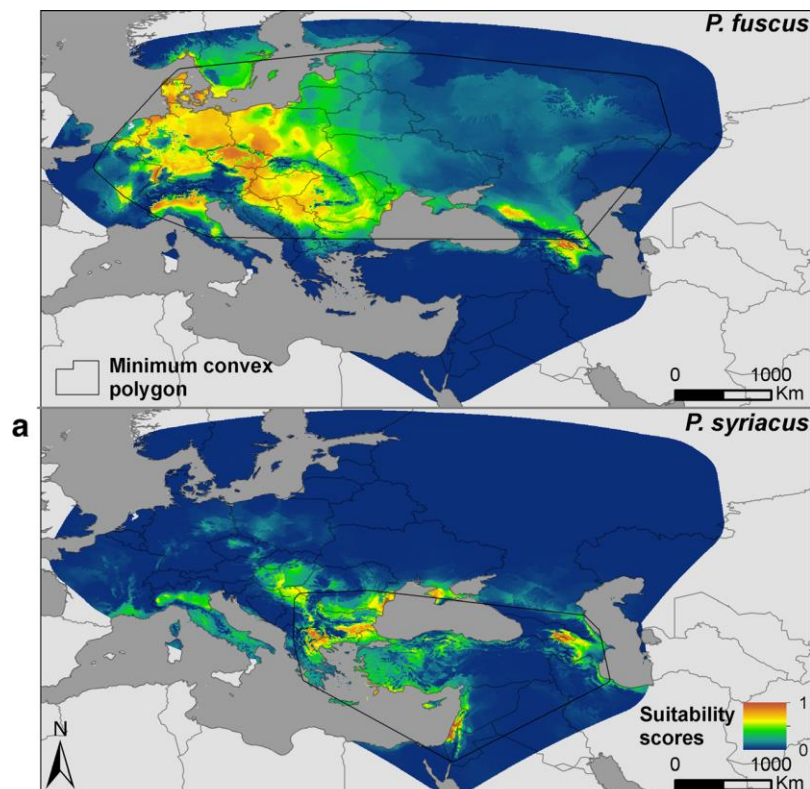 P. fuscus
Minimum convex
polygon
0 1000
Km
a
P. syriacus
N
Suitability
scores
1
0
0 1000
Km